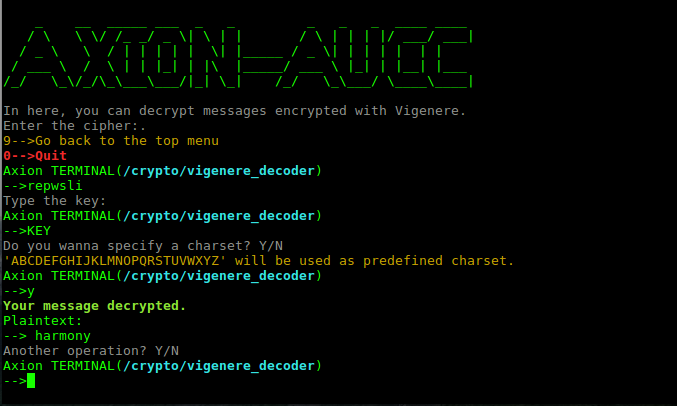 AXION-AUCC
In here, you can decrypt messages encrypted with Vigenere.
Enter the cipher:.
9-->Go back to the top menu
0-->Quit
Axion TERMINAL(/crypto/vigenere_decoder)
-->repwsli
Type the key:
Axion TERMINAL(/crypto/vigenere_decoder)
-->KEY
Do you wanna specify a charset? Y/N
'ABCDEFGHIJKLMNOPQRSTUVWXYZ' will be used as predefined charset.
Axion TERMINAL(/crypto/vigenere_decoder)
-->y
Your message decrypted.
Plaintext:
--> harmony
Another operation? Y/N
Axion TERMINAL(/crypto/vigenere_decoder)
-->